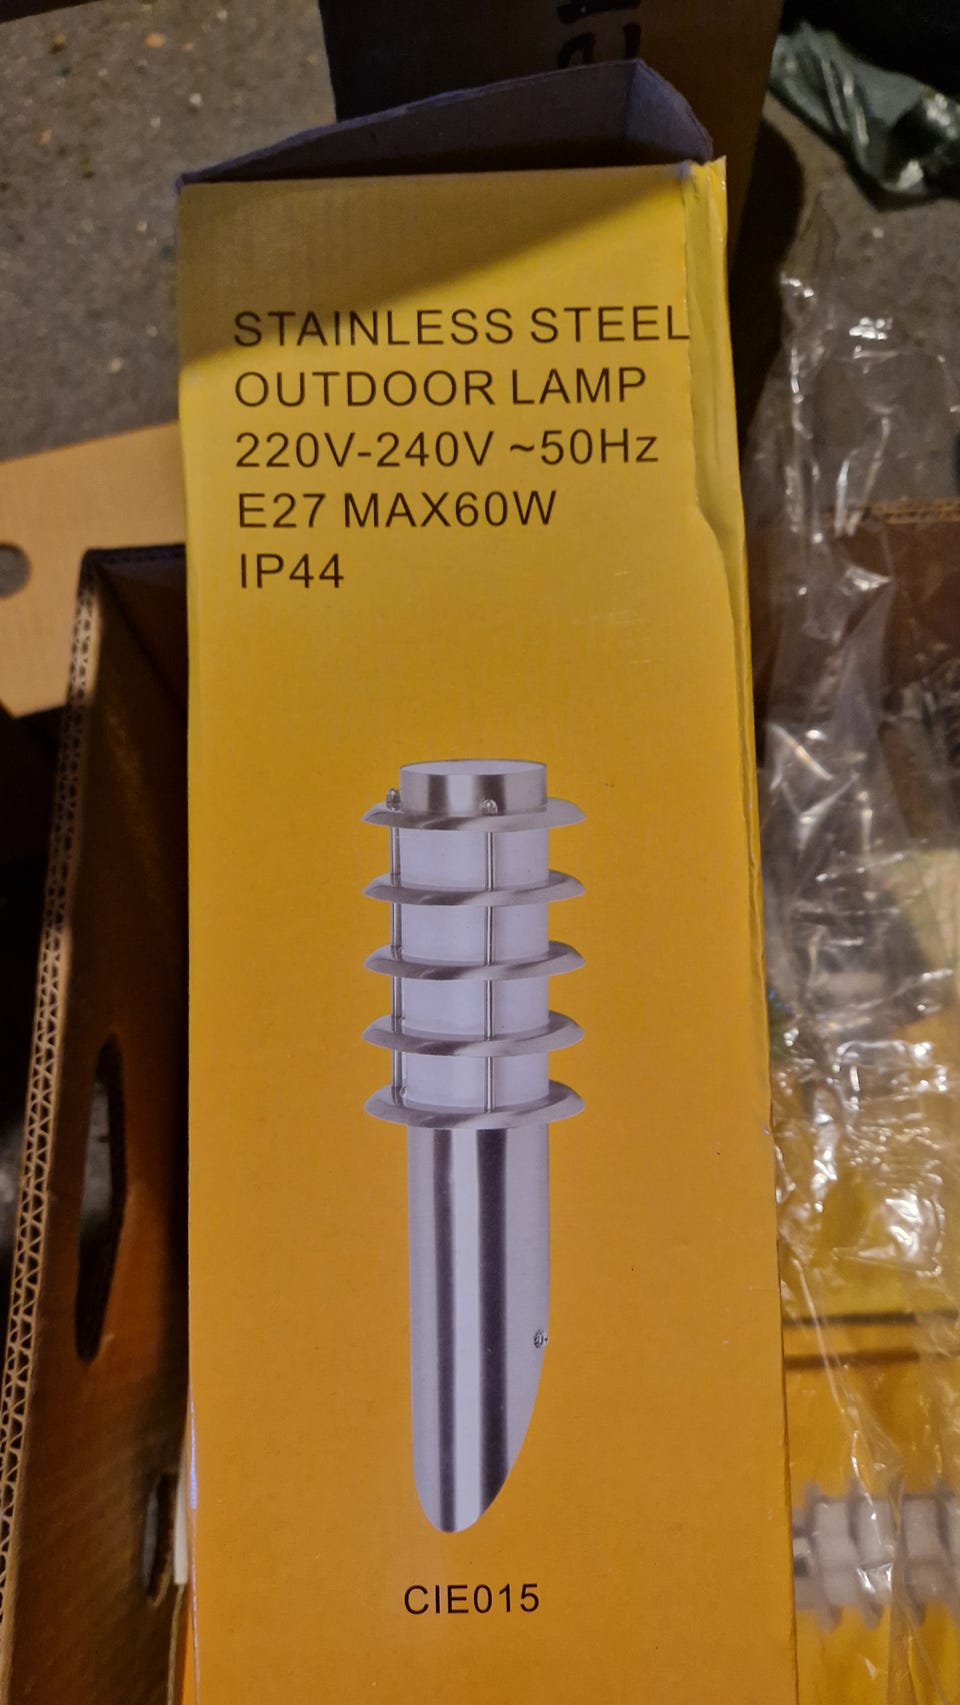 STAINLESS STEEL
OUTDOOR LAMP
220V-240V ~50Hz
E27 MAX60W
IP44
CIE015